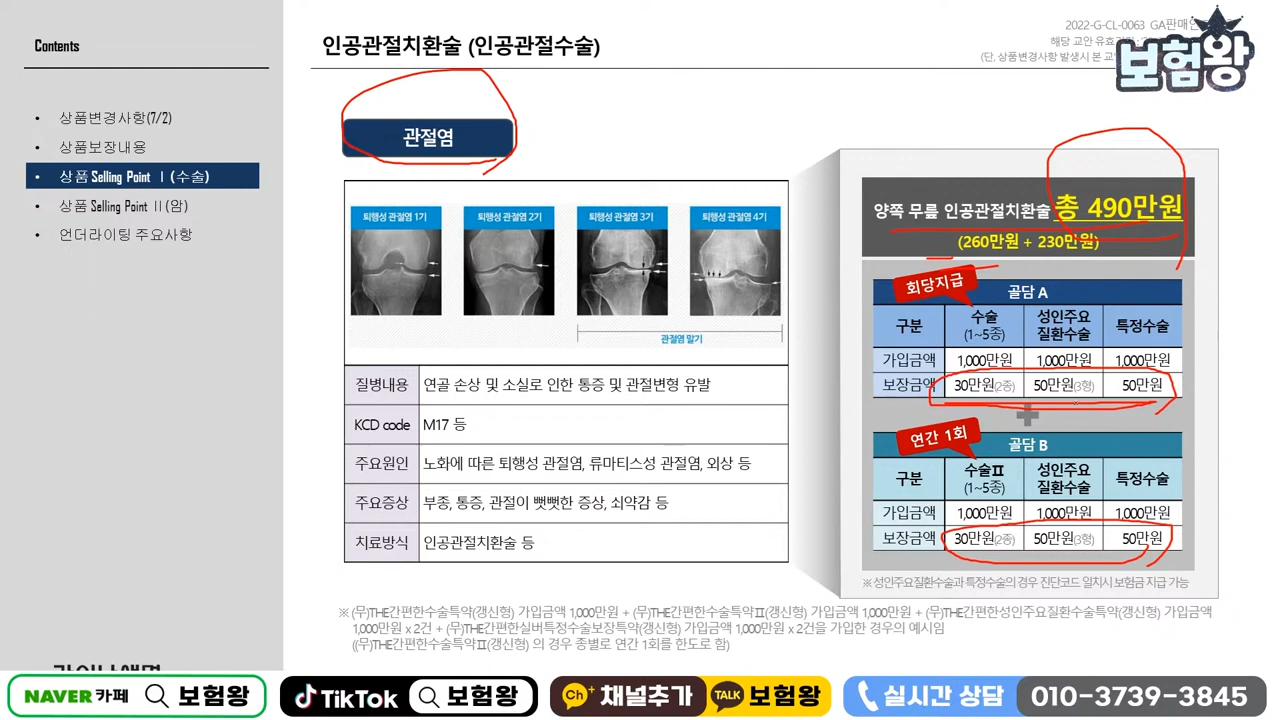 Contents
• 상품변경사항(7/2)
• 상품보장내용
• 상품 Selling Point Ⅰ (수술)
• 상품 Selling Point Ⅱ (암)
• 언더라이팅 주요사항
인공관절치환술 (인공관절수술)
2022-G-CL-0063 GA판매인
해당 교안 유효기간 :
(단, 상품변경사항 발생시 본 교
보험왕
관절염
퇴행성 관절염 1기 퇴행성 관절염 2기 퇴행성 관절염 3기 퇴행성 관절염 4기
관절염 말기
질병내용 연골 손상 및 소실로 인한 통증 및 관절변형 유발
KCD code M17 등
주요원인 노화에 따른 퇴행성 관절염, 류마티스성 관절염, 외상 등
주요증상 부종, 통증, 관절이 뻣뻣한 증상, 쇠약감 등
치료방식 인공관절치환술 등
양쪽 무릎 인공관절치환술 총 490만원
(260만원 + 230만원)
회당지급
골담 A
구분 수술 (1~5종) 성인주요 질환수술 특정수술
가입금액 1,000만원 1,000만원 1,000만원
보장금액 30만원(2종) 50만원(3형) 50만원
+
연간 1회
골담 B
구분 수술Ⅱ (1~5종) 성인주요 질환수술 특정수술
가입금액 1,000만원 1,000만원 1,000만원
보장금액 30만원(2종) 50만원(3형) 50만원
※ 성인주요질환수술과 특정수술의 경우 진단코드 일치시 보험금 지급 가능
※ (무)THE간편한수술특약(갱신형) 가입금액 1,000만원 + (무)THE간편한수술특약Ⅱ(갱신형) 가입금액 1,000만원 + (무)THE간편한성인주요질환수술특약(갱신형) 가입금액
1,000만원 x 2건 + (무)THE간편한실버특정수술보장특약(갱신형) 가입금액 1,000만원 x 2건을 가입한 경우의 예시임
((무)THE간편한수술특약Ⅱ(갱신형) 의 경우 종별로 연간 1회를 한도로 함)
NAVER 카페 보험왕
TikTok 보험왕
Ch+ 채널추가 TALK 보험왕
실시간 상담 010-3739-3845